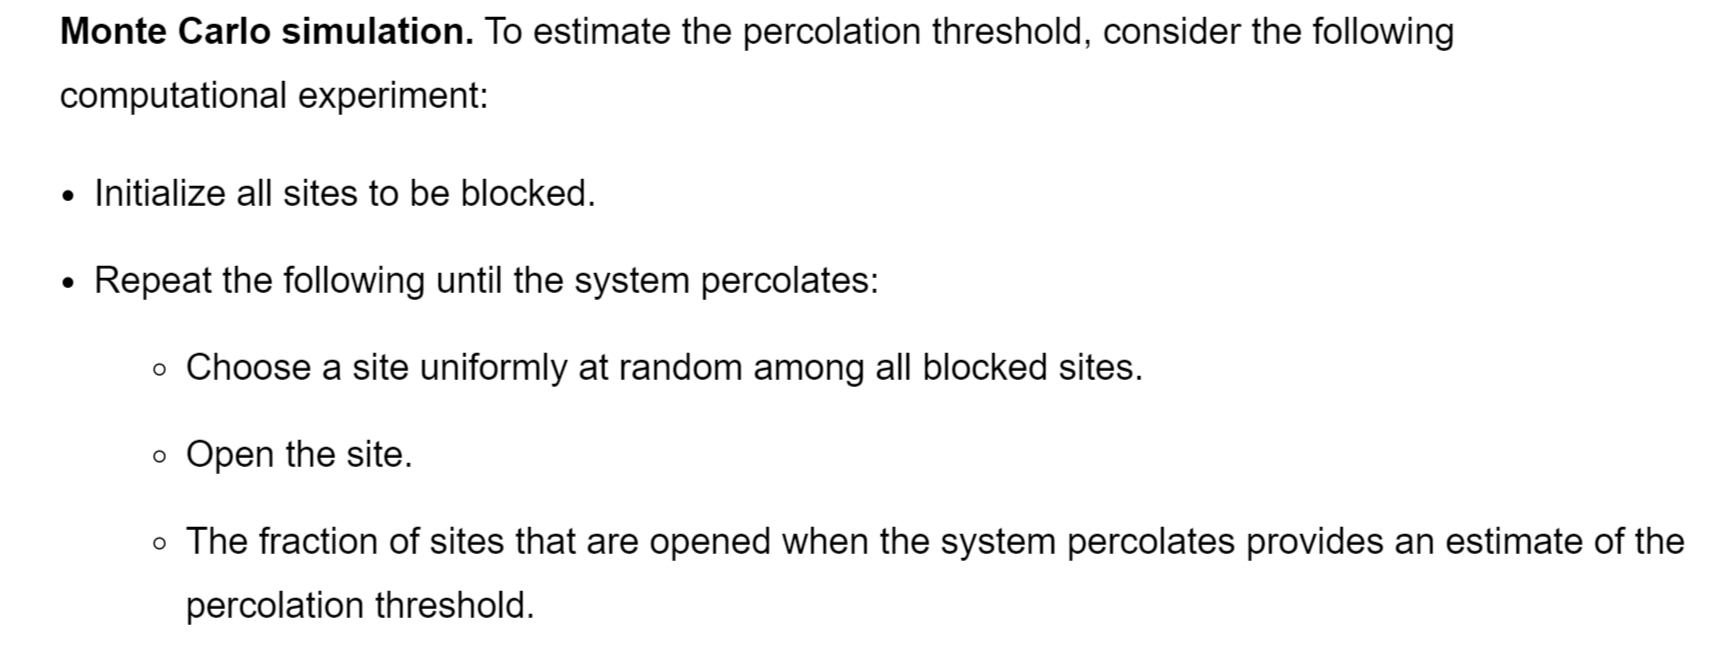 Monte Carlo simulation. To estimate the percolation threshold, consider the following
computational experiment:
• Initialize all sites to be blocked.
• Repeat the following until the system percolates:
◦ Choose a site uniformly at random among all blocked sites.
◦ Open the site.
◦ The fraction of sites that are opened when the system percolates provides an estimate of the
percolation threshold.